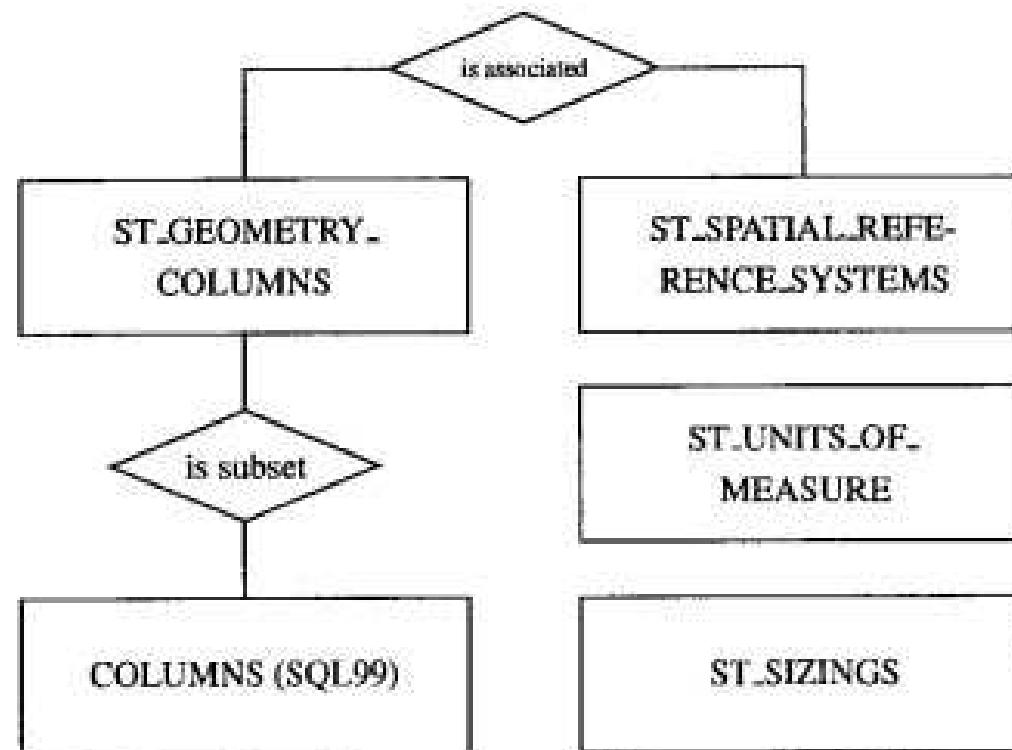 is associated
ST_GEOMETRY_
COLUMNS
ST_SPATIAL_REFE-
RENCE_SYSTEMS
is subset
ST_UNITS_OF_
MEASURE
COLUMNS (SQL99)
ST_SIZINGS